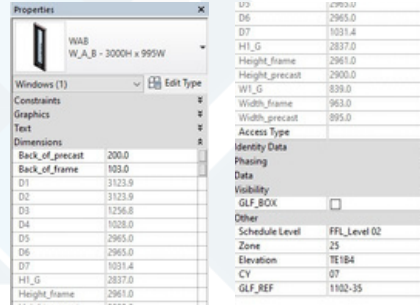 Properties
WAB
W_A_B - 3000H x 995W
Windows (1)
Edit Type
Constraints
Graphics
Text
Dimensions
Back_of_precast 200.0
Back_of_frame 103.0
D1 3123.9
D2 3123.9
D3 1256.8
D4 1028.0
D5 2965.0
D6 2965.0
D7 1031.4
H1_G 2837.0
Height_frame 2961.0
D5 2965.0
D6 2965.0
D7 1031.4
H1_G 2837.0
Height_frame 2961.0
Height_precast 2900.0
W1_G 839.0
Width_frame 963.0
Width_precast 895.0
Access Type
Identity Data
Phasing
Data
Visibility
GLF_BOX
Other
Schedule Level FFL_Level 02
Zone 25
Elevation TE1B4
CY 07
GLF_REF 1102-35